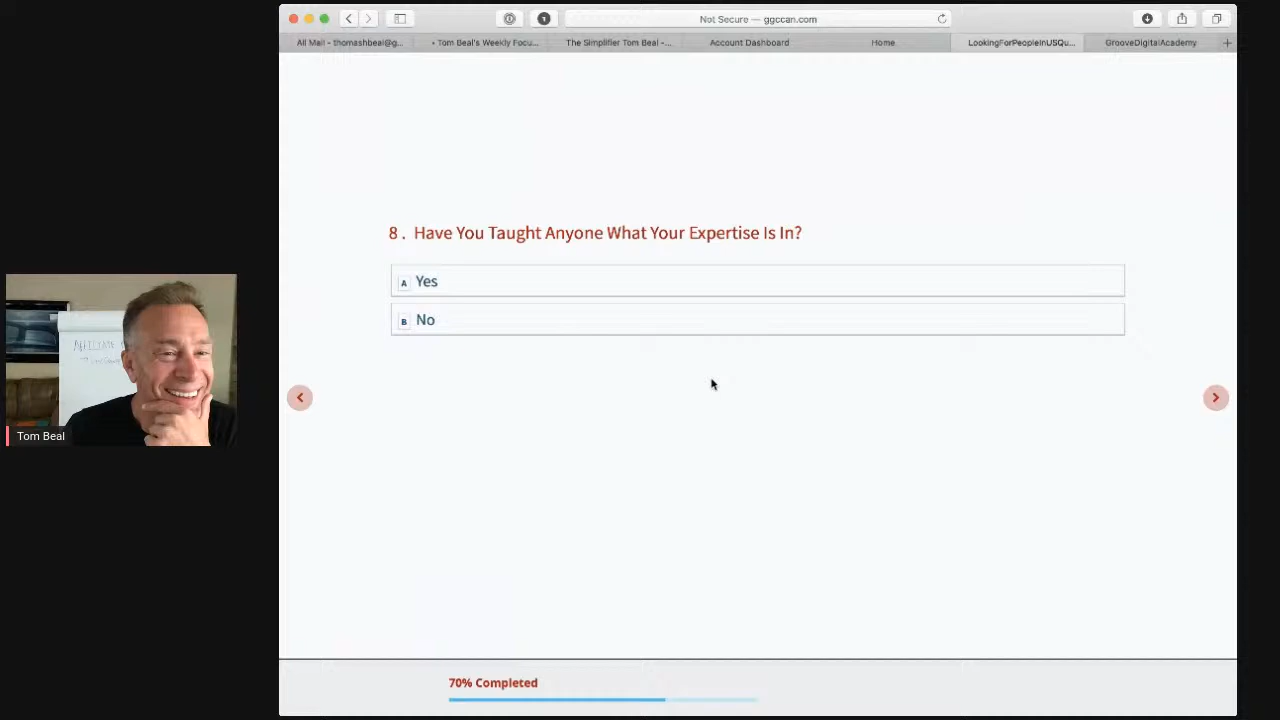 Not Secure — ggccan.com
All Mail - thomashbeal@g...
• Tom Beal's Weekly Focu...
The Simplifier Tom Beal -...
Account Dashboard
Home
LookingForPeopleInUSQu...
GrooveDigitalAcademy
8 . Have You Taught Anyone What Your Expertise Is In?
A Yes
B No
AFFILIATE
Tom Beal
70% Completed